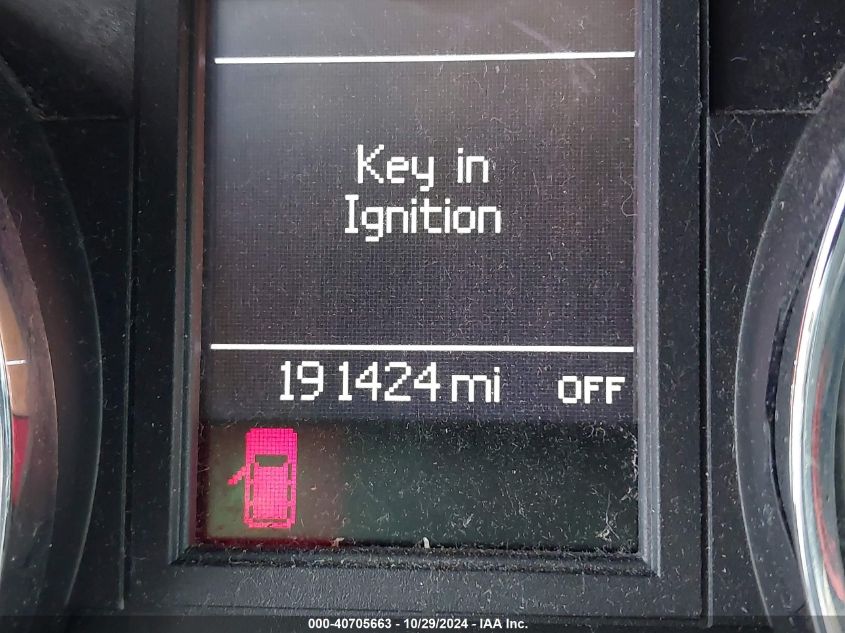 Key in
Ignition
191424 mi OFF
000-40705663 - 10/29/2024 - IAA Inc.